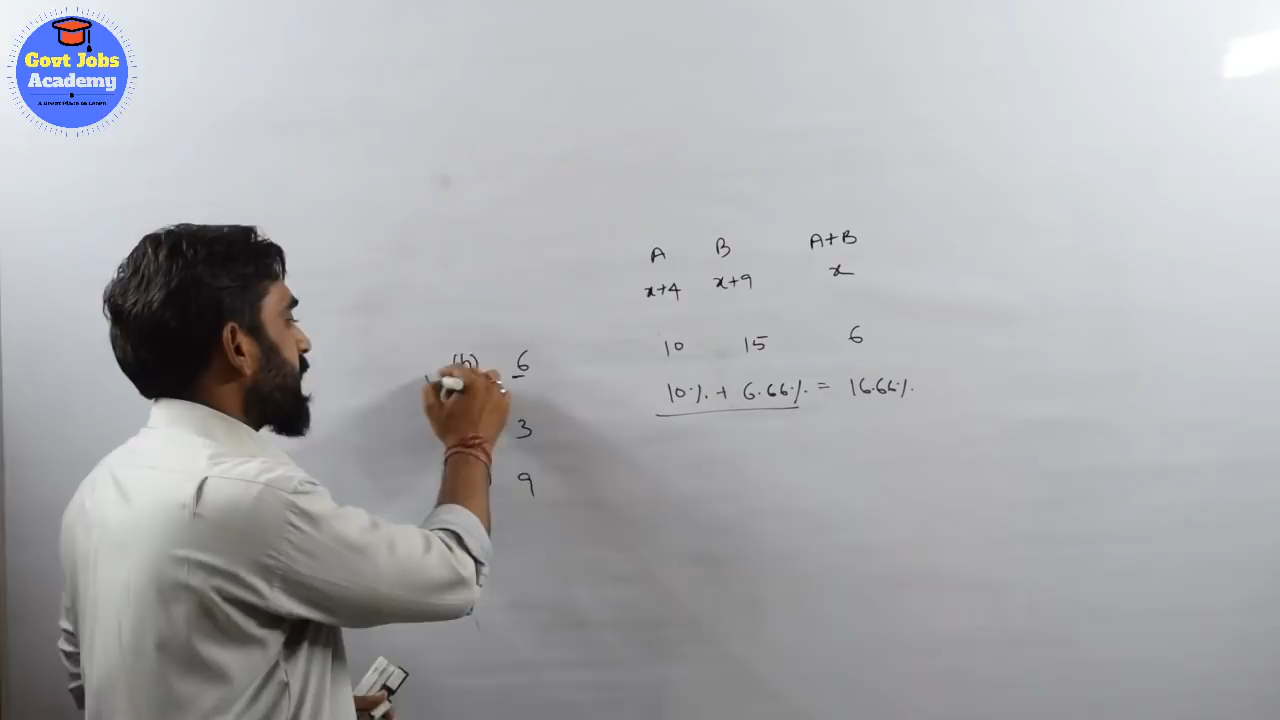 Govt Jobs
Academy
A Great Place to Learn
A B A+B
x+4 x+9 x
10 15 6
10% + 6.66% = 16.66%
(b) 6
3
9